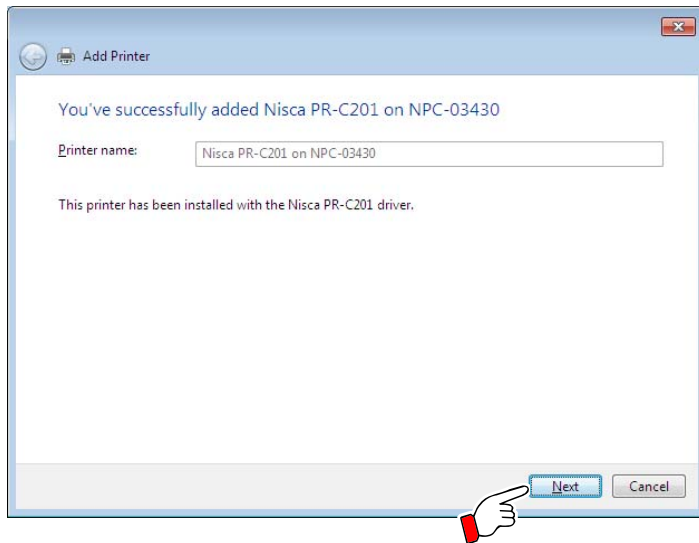 Add Printer
You've successfully added Nisca PR-C201 on NPC-03430
Printer name: Nisca PR-C201 on NPC-03430
This printer has been installed with the Nisca PR-C201 driver.
Next Cancel